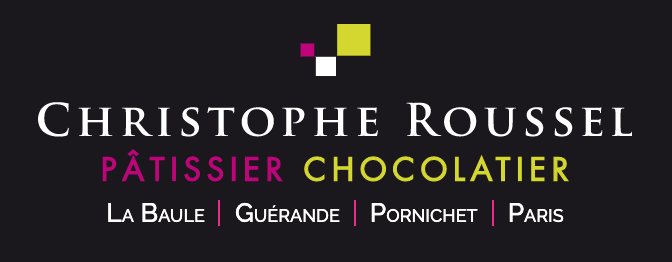 Christophe Roussel
PÂTISSIER CHOCOLATIER
La Baule | Guérande | Pornichet | Paris